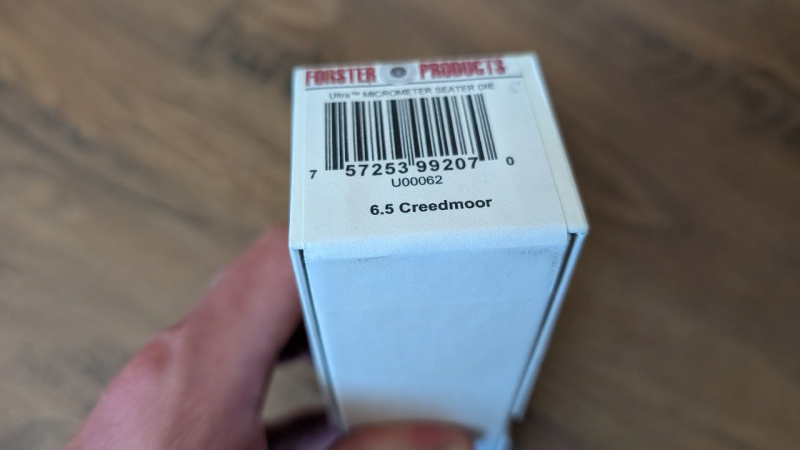 FORSTER PRODUCTS
Ultra™ MICROMETER SEATER DIE
7 57253 99207 0
U00062
6.5 Creedmoor